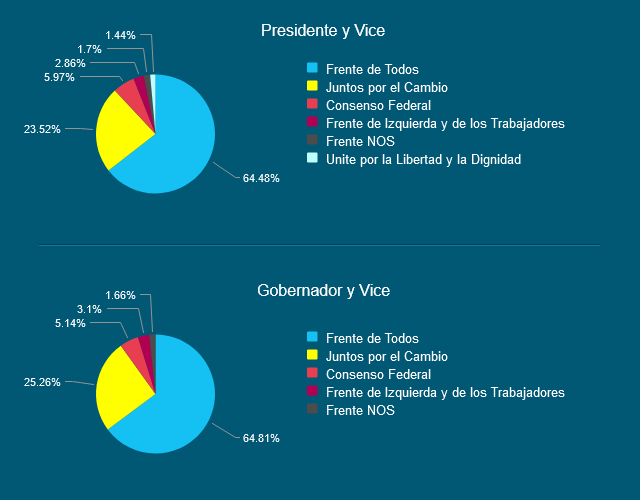 Presidente y Vice
1.44%
1.7%
2.86%
5.97%
23.52%
64.48%
Frente de Todos
Juntos por el Cambio
Consenso Federal
Frente de Izquierda y de los Trabajadores
Frente NOS
Unite por la Libertad y la Dignidad
Gobernador y Vice
1.66%
3.1%
5.14%
25.26%
64.81%
Frente de Todos
Juntos por el Cambio
Consenso Federal
Frente de Izquierda y de los Trabajadores
Frente NOS